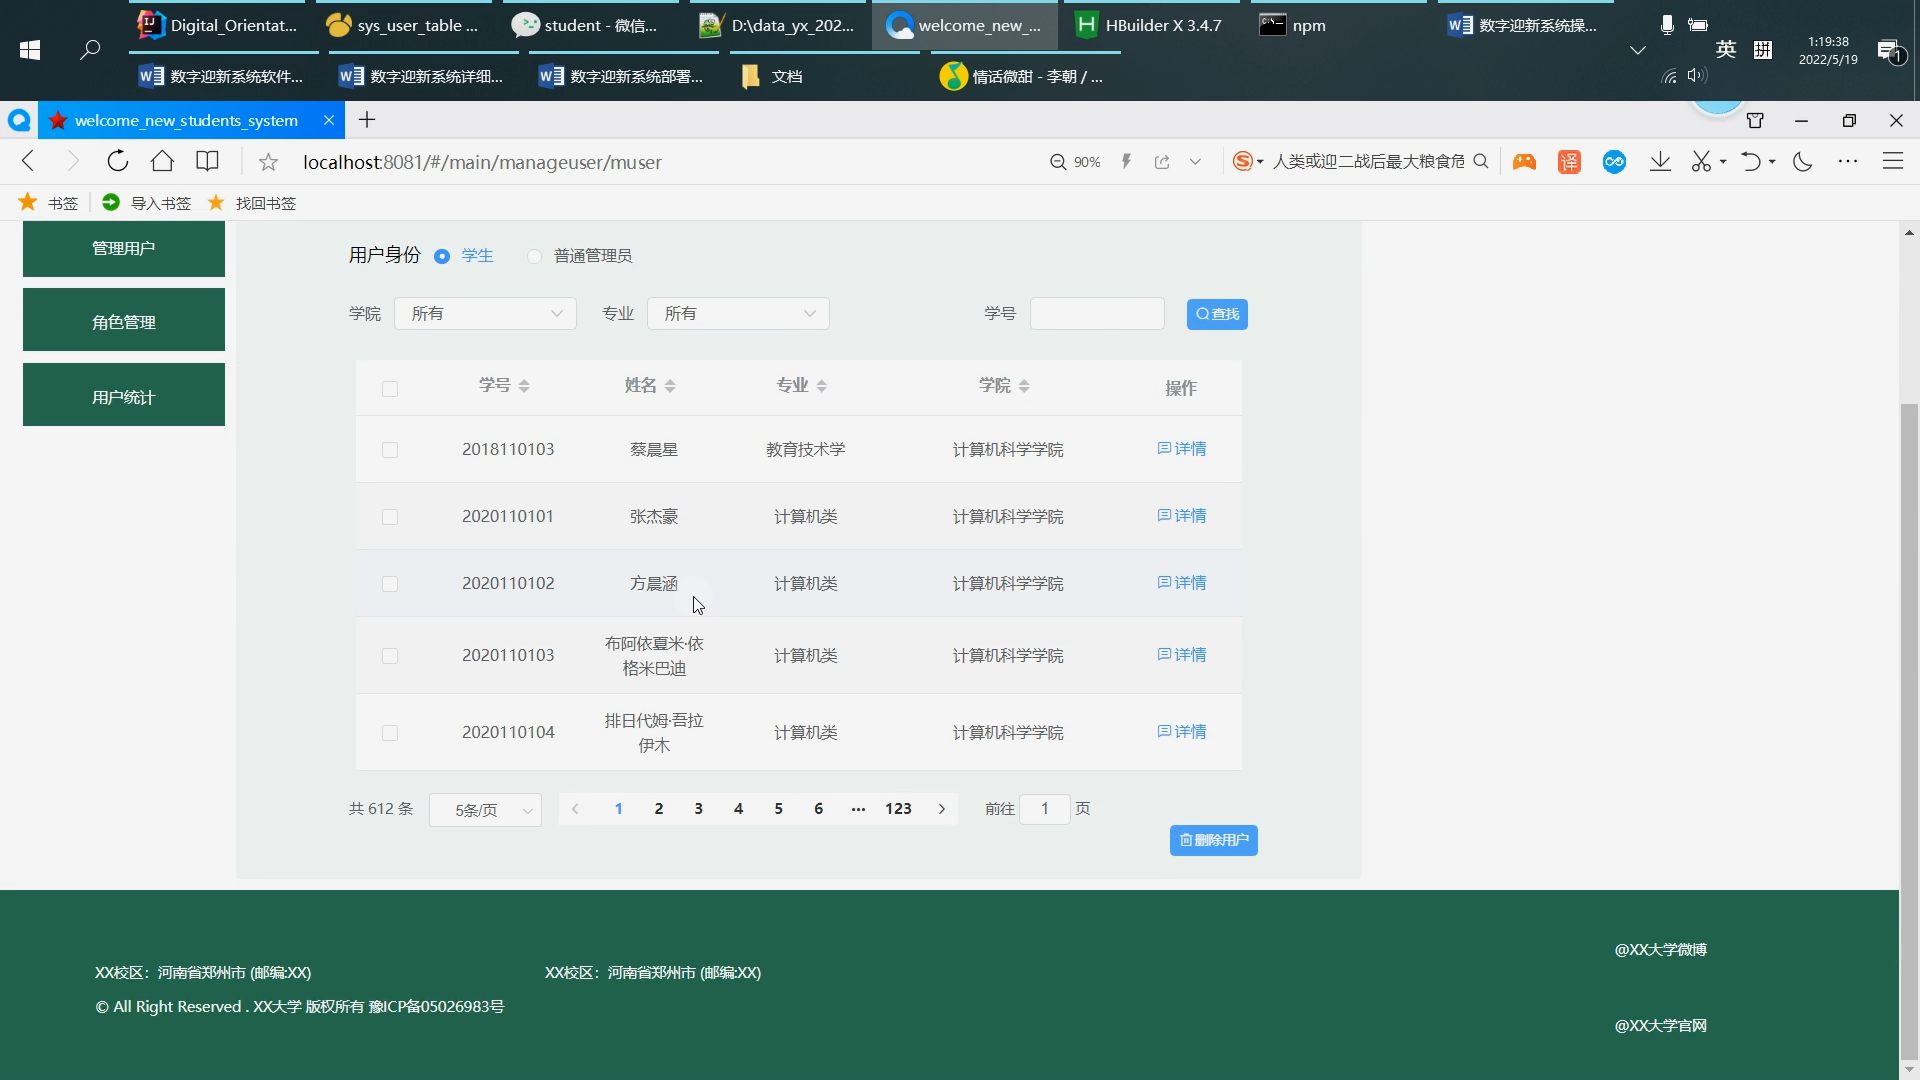 Digital_Orientat...
sys_user_table ...
student - 微信...
D:\data_yx_202...
welcome_new_...
HBuilder X 3.4.7
npm
数字迎新系统操...
数字迎新系统软件...
数字迎新系统详细...
数字迎新系统部署...
文档
情话微甜 - 李朝 / ...
英
拼
1:19:38
2022/5/19
1
welcome_new_students_system
localhost:8081/#/main/manageuser/muser
90%
人类或迎二战后最大粮食危
译
书签
导入书签
找回书签
管理用户
角色管理
用户统计
用户身份 学生 普通管理员
学院 所有 专业 所有 学号 查找
学号 姓名 专业 学院 操作
2018110103 蔡晨星 教育技术学 计算机科学学院 详情
2020110101 张杰豪 计算机类 计算机科学学院 详情
2020110102 方晨涵 计算机类 计算机科学学院 详情
2020110103 布阿依夏米·依格米巴迪 计算机类 计算机科学学院 详情
2020110104 排日代姆·吾拉伊木 计算机类 计算机科学学院 详情
共 612 条 5条/页 1 2 3 4 5 6 ··· 123 前往 1 页
删除用户
XX校区：河南省郑州市 (邮编:XX)
XX校区：河南省郑州市 (邮编:XX)
© All Right Reserved . XX大学 版权所有 豫ICP备05026983号
@XX大学微博
@XX大学官网